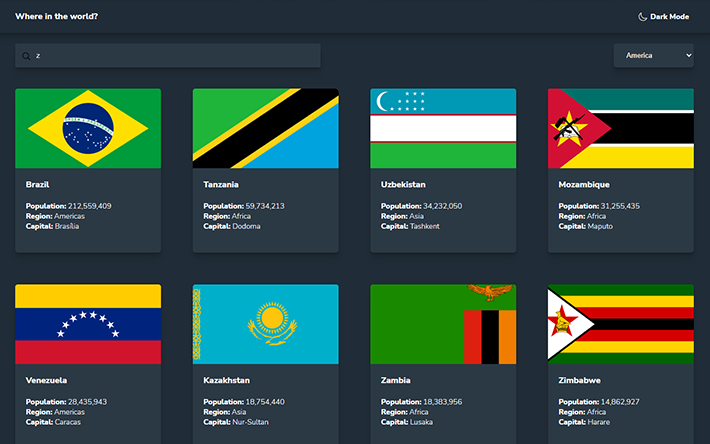 Where in the world?
Dark Mode
z
America
Brazil
Population: 212,559,409
Region: Americas
Capital: Brasília
Tanzania
Population: 59,734,213
Region: Africa
Capital: Dodoma
Uzbekistan
Population: 34,232,050
Region: Asia
Capital: Tashkent
Mozambique
Population: 31,255,435
Region: Africa
Capital: Maputo
Venezuela
Population: 28,435,943
Region: Americas
Capital: Caracas
Kazakhstan
Population: 18,754,440
Region: Asia
Capital: Nur-Sultan
Zambia
Population: 18,383,956
Region: Africa
Capital: Lusaka
Zimbabwe
Population: 14,862,927
Region: Africa
Capital: Harare